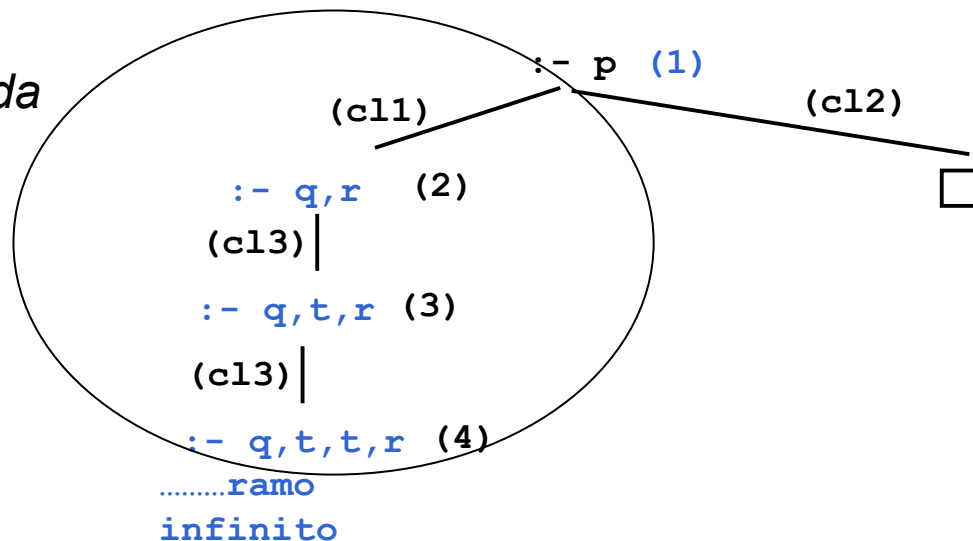 :- p (1)
da
(cl1)
(cl2)
:- q,r (2)
(cl3)
:- q,t,r (3)
(cl3)
:- q,t,t,r (4)
.........ramo
infinito